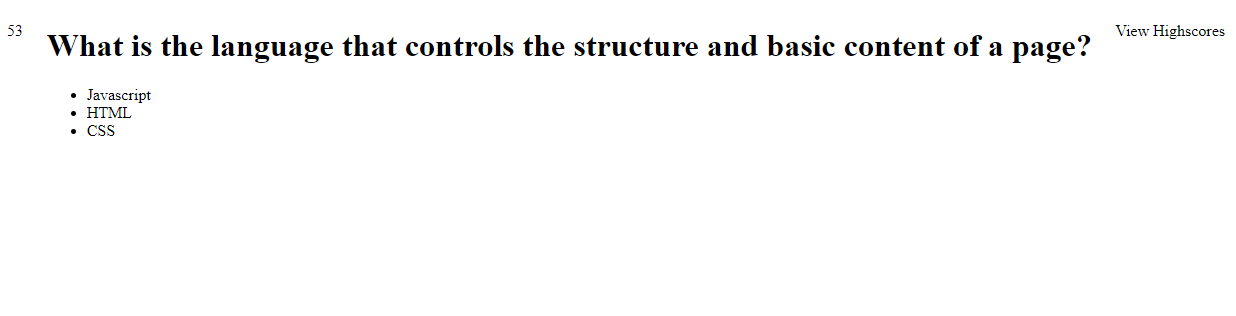 53
What is the language that controls the structure and basic content of a page?
View Highscores
Javascript
HTML
CSS